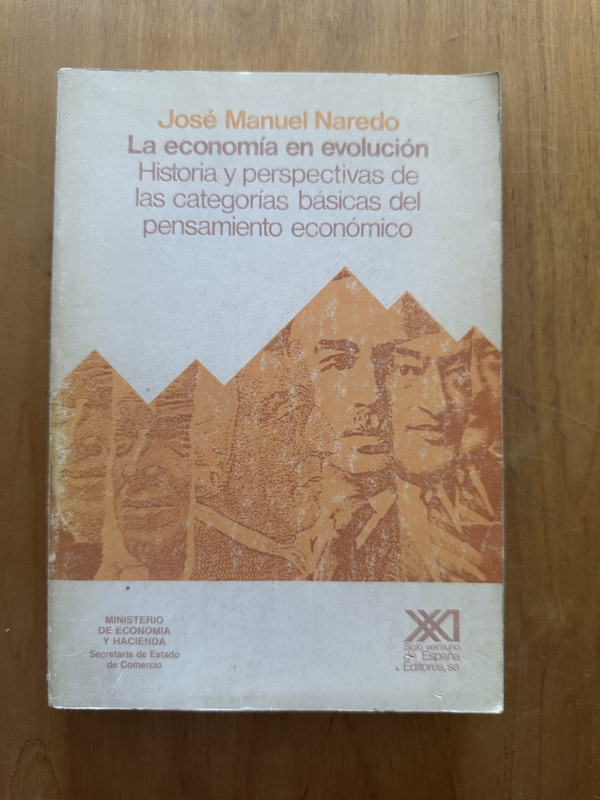 José Manuel Naredo
La economía en evolución
Historia y perspectivas de
las categorías básicas del
pensamiento económico
MINISTERIO
DE ECONOMIA
Y HACIENDA
Secretaría de Estado
de Comercio
XXI
Siglo veintiuno
de España
Editores, sa